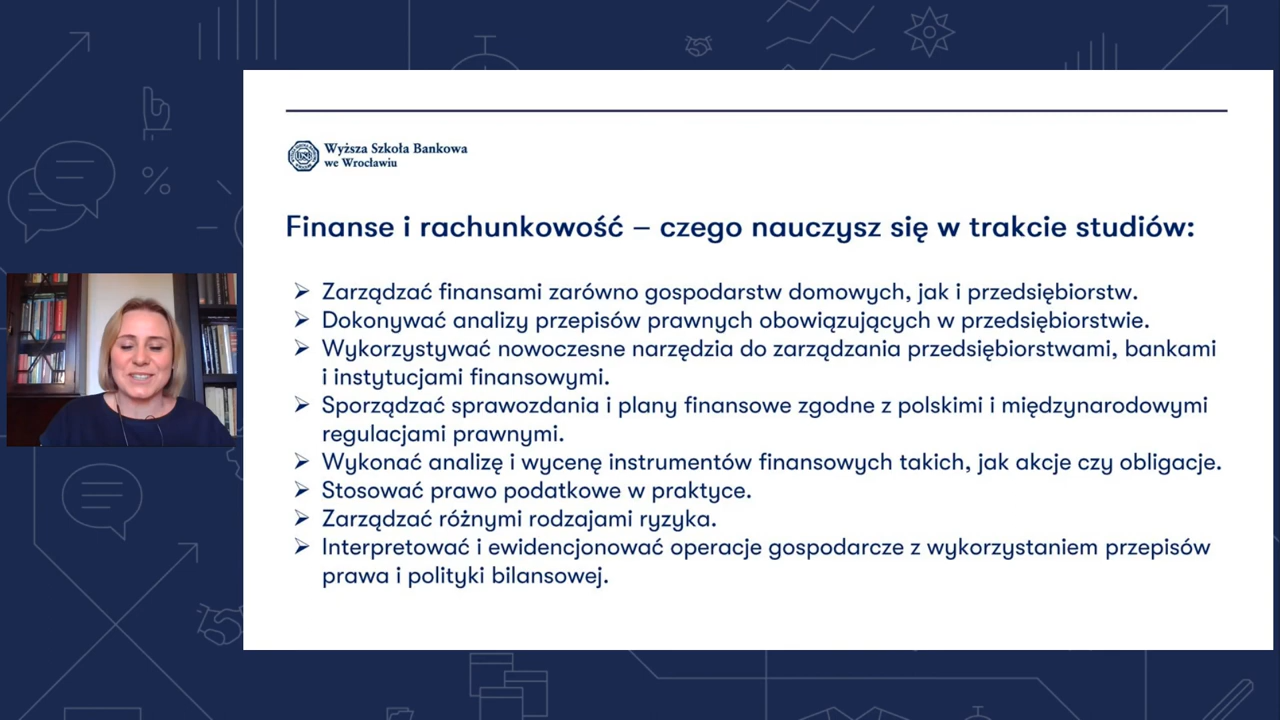 Wyższa Szkoła Bankowa
we Wrocławiu
Finanse i rachunkowość – czego nauczysz się w trakcie studiów:
➢ Zarządzać finansami zarówno gospodarstw domowych, jak i przedsiębiorstw.
➢ Dokonywać analizy przepisów prawnych obowiązujących w przedsiębiorstwie.
➢ Wykorzystywać nowoczesne narzędzia do zarządzania przedsiębiorstwami, bankami
i instytucjami finansowymi.
➢ Sporządzać sprawozdania i plany finansowe zgodne z polskimi i międzynarodowymi
regulacjami prawnymi.
➢ Wykonać analizę i wycenę instrumentów finansowych takich, jak akcje czy obligacje.
➢ Stosować prawo podatkowe w praktyce.
➢ Zarządzać różnymi rodzajami ryzyka.
➢ Interpretować i ewidencjonować operacje gospodarcze z wykorzystaniem przepisów
prawa i polityki bilansowej.